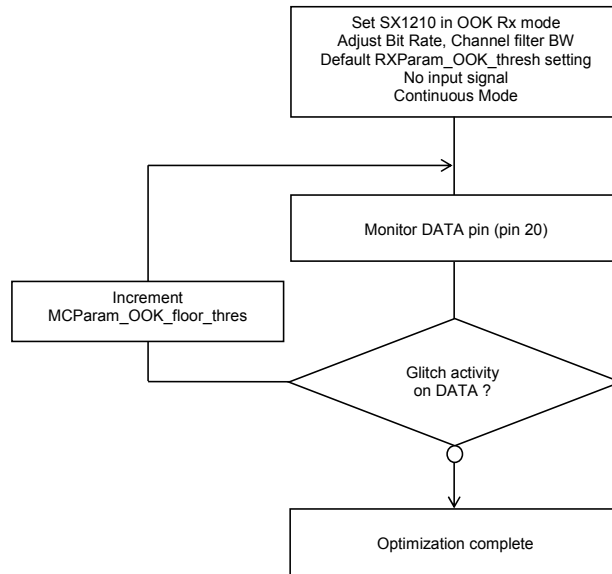 Set SX1210 in OOK Rx mode
Adjust Bit Rate, Channel filter BW
Default RXParam_OOK_thresh setting
No input signal
Continuous Mode
Monitor DATA pin (pin 20)
Increment
MCParam_OOK_floor_thres
Glitch activity
on DATA ?
Optimization complete